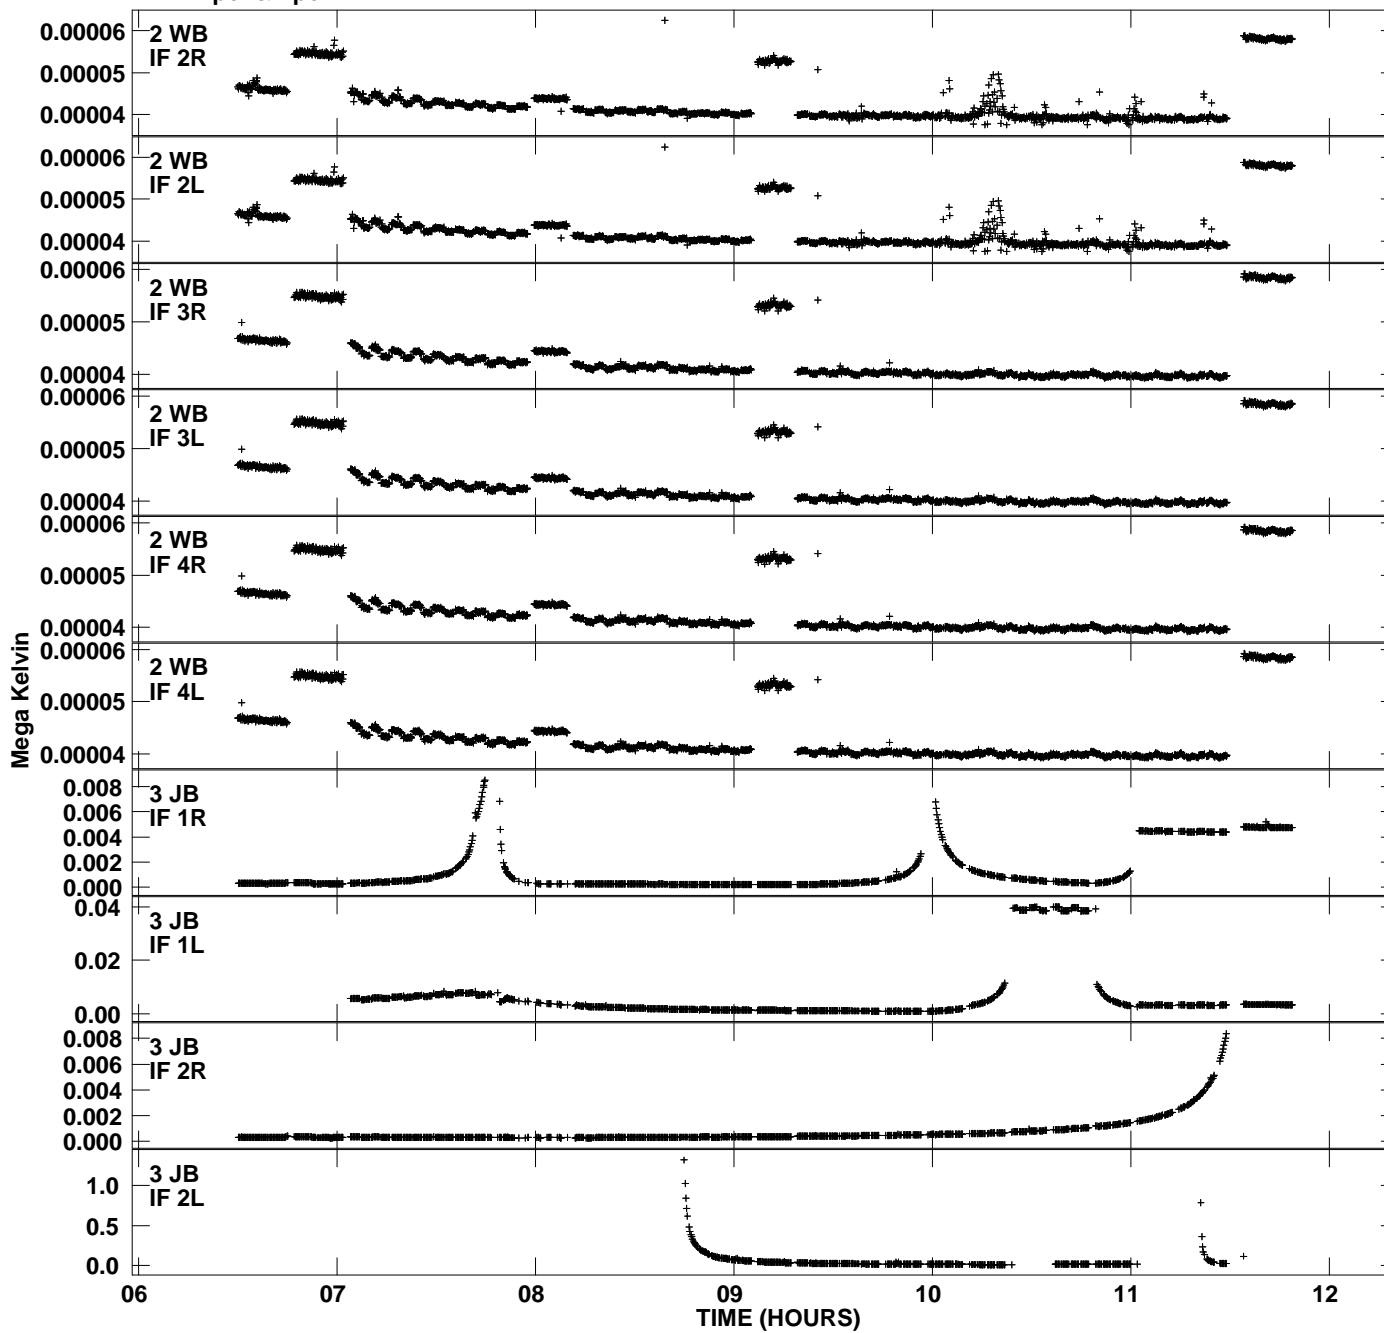 0.00006
0.00005
0.00004
2 WB
IF 2R
0.00006
0.00005
0.00004
2 WB
IF 2L
0.00006
0.00005
0.00004
2 WB
IF 3R
0.00006
0.00005
0.00004
2 WB
IF 3L
0.00006
0.00005
0.00004
2 WB
IF 4R
0.00006
0.00005
0.00004
2 WB
IF 4L
Mega Kelvin
0.008
0.006
0.004
0.002
0.000
3 JB
IF 1R
0.04
0.02
0.00
3 JB
IF 1L
0.008
0.006
0.004
0.002
0.000
3 JB
IF 2R
1.0
0.5
0.0
3 JB
IF 2L
06 07 08 09 10 11 12
TIME (HOURS)